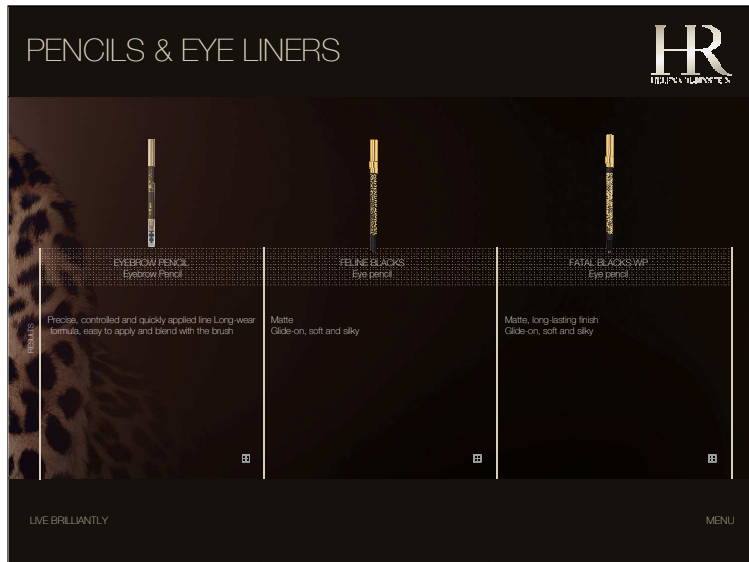 PENCILS & EYE LINERS
HR
EYEBROW PENCIL
Eyebrow Pencil
FELINE BLACKS
Eye pencil
FATAL BLACKS WP
Eye pencil
RESULTS
Precise, controlled and quickly applied line Long-wear
formula, easy to apply and blend with the brush
Matte
Glide-on, soft and silky
Matte, long-lasting finish
Glide-on, soft and silky
LIVE BRILLIANTLY
MENU